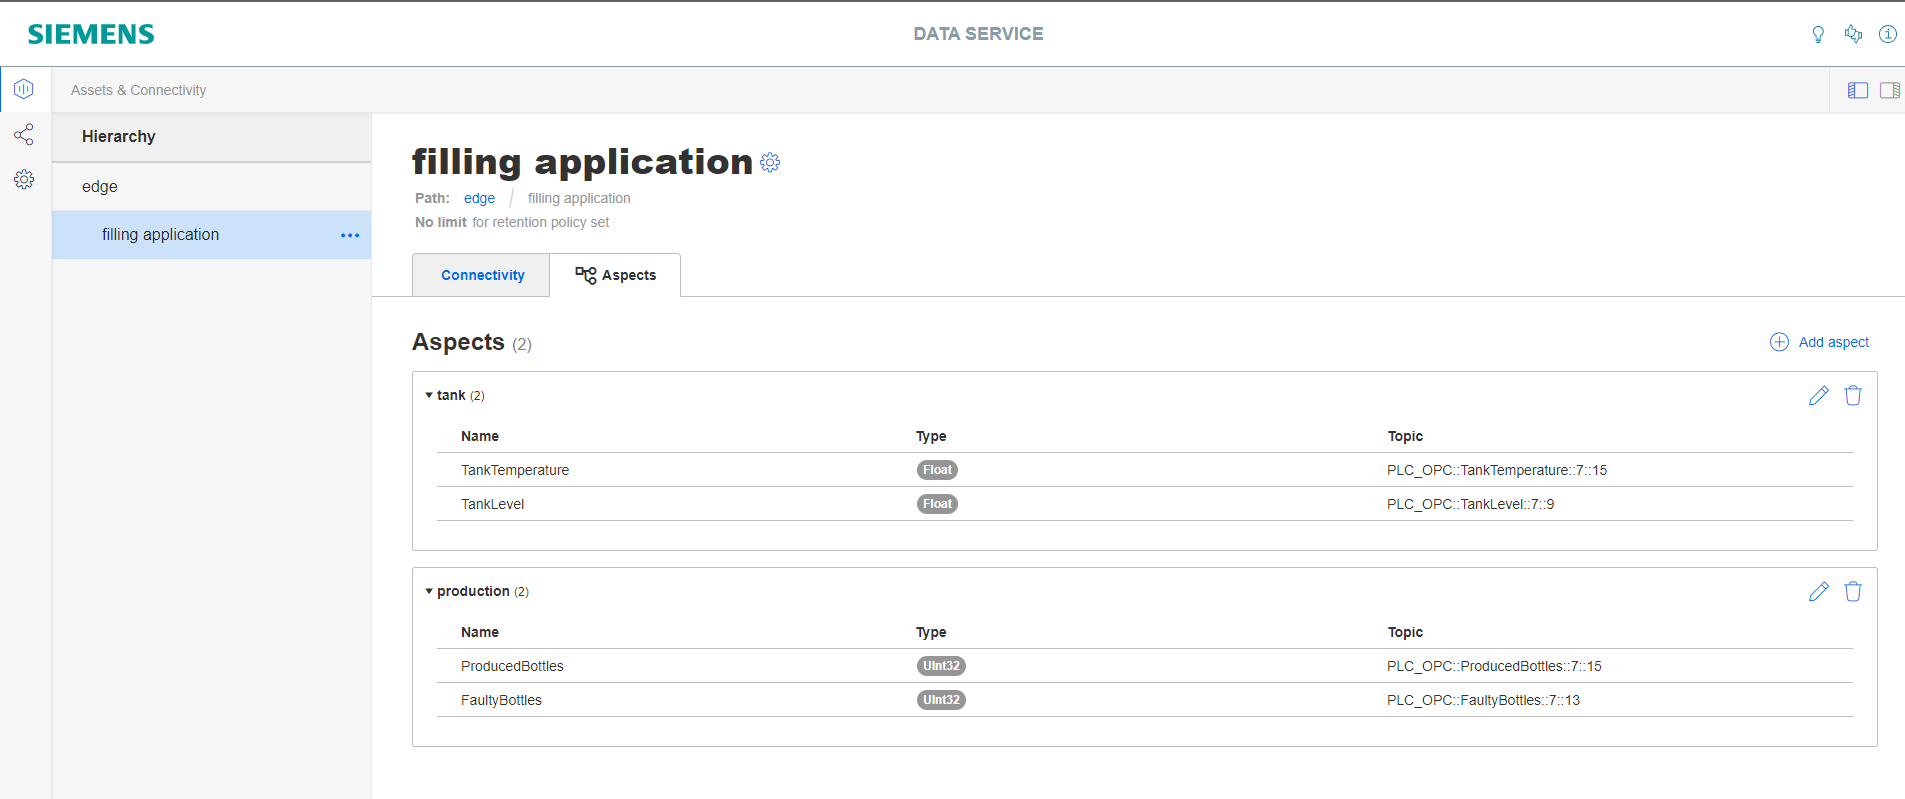 SIEMENS
DATA SERVICE
Assets & Connectivity
Hierarchy
edge
filling application
filling application
Path: edge / filling application
No limit for retention policy set
Connectivity
Aspects
Aspects (2)
Add aspect
tank (2)
Name Type Topic
TankTemperature Float PLC_OPC::TankTemperature::7::15
TankLevel Float PLC_OPC::TankLevel::7::9
production (2)
Name Type Topic
ProducedBottles UInt32 PLC_OPC::ProducedBottles::7::15
FaultyBottles UInt32 PLC_OPC::FaultyBottles::7::13